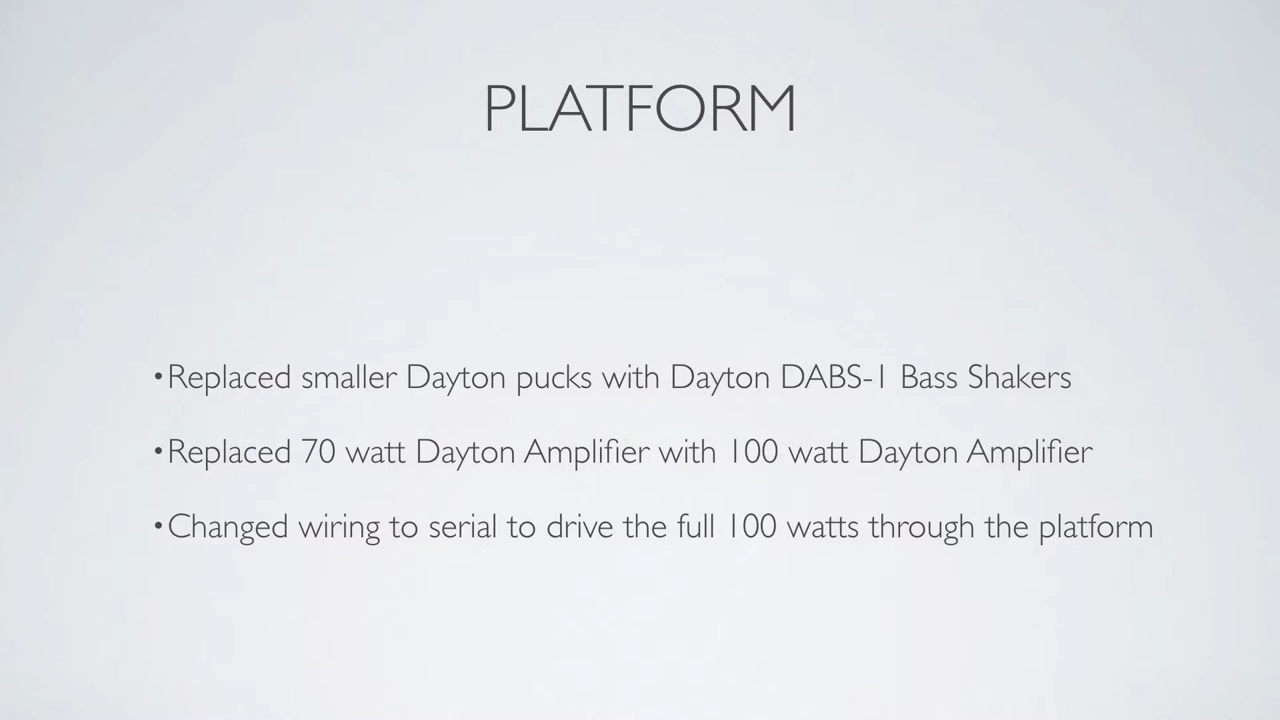 PLATFORM
•Replaced smaller Dayton pucks with Dayton DABS-1 Bass Shakers
•Replaced 70 watt Dayton Amplifier with 100 watt Dayton Amplifier
•Changed wiring to serial to drive the full 100 watts through the platform